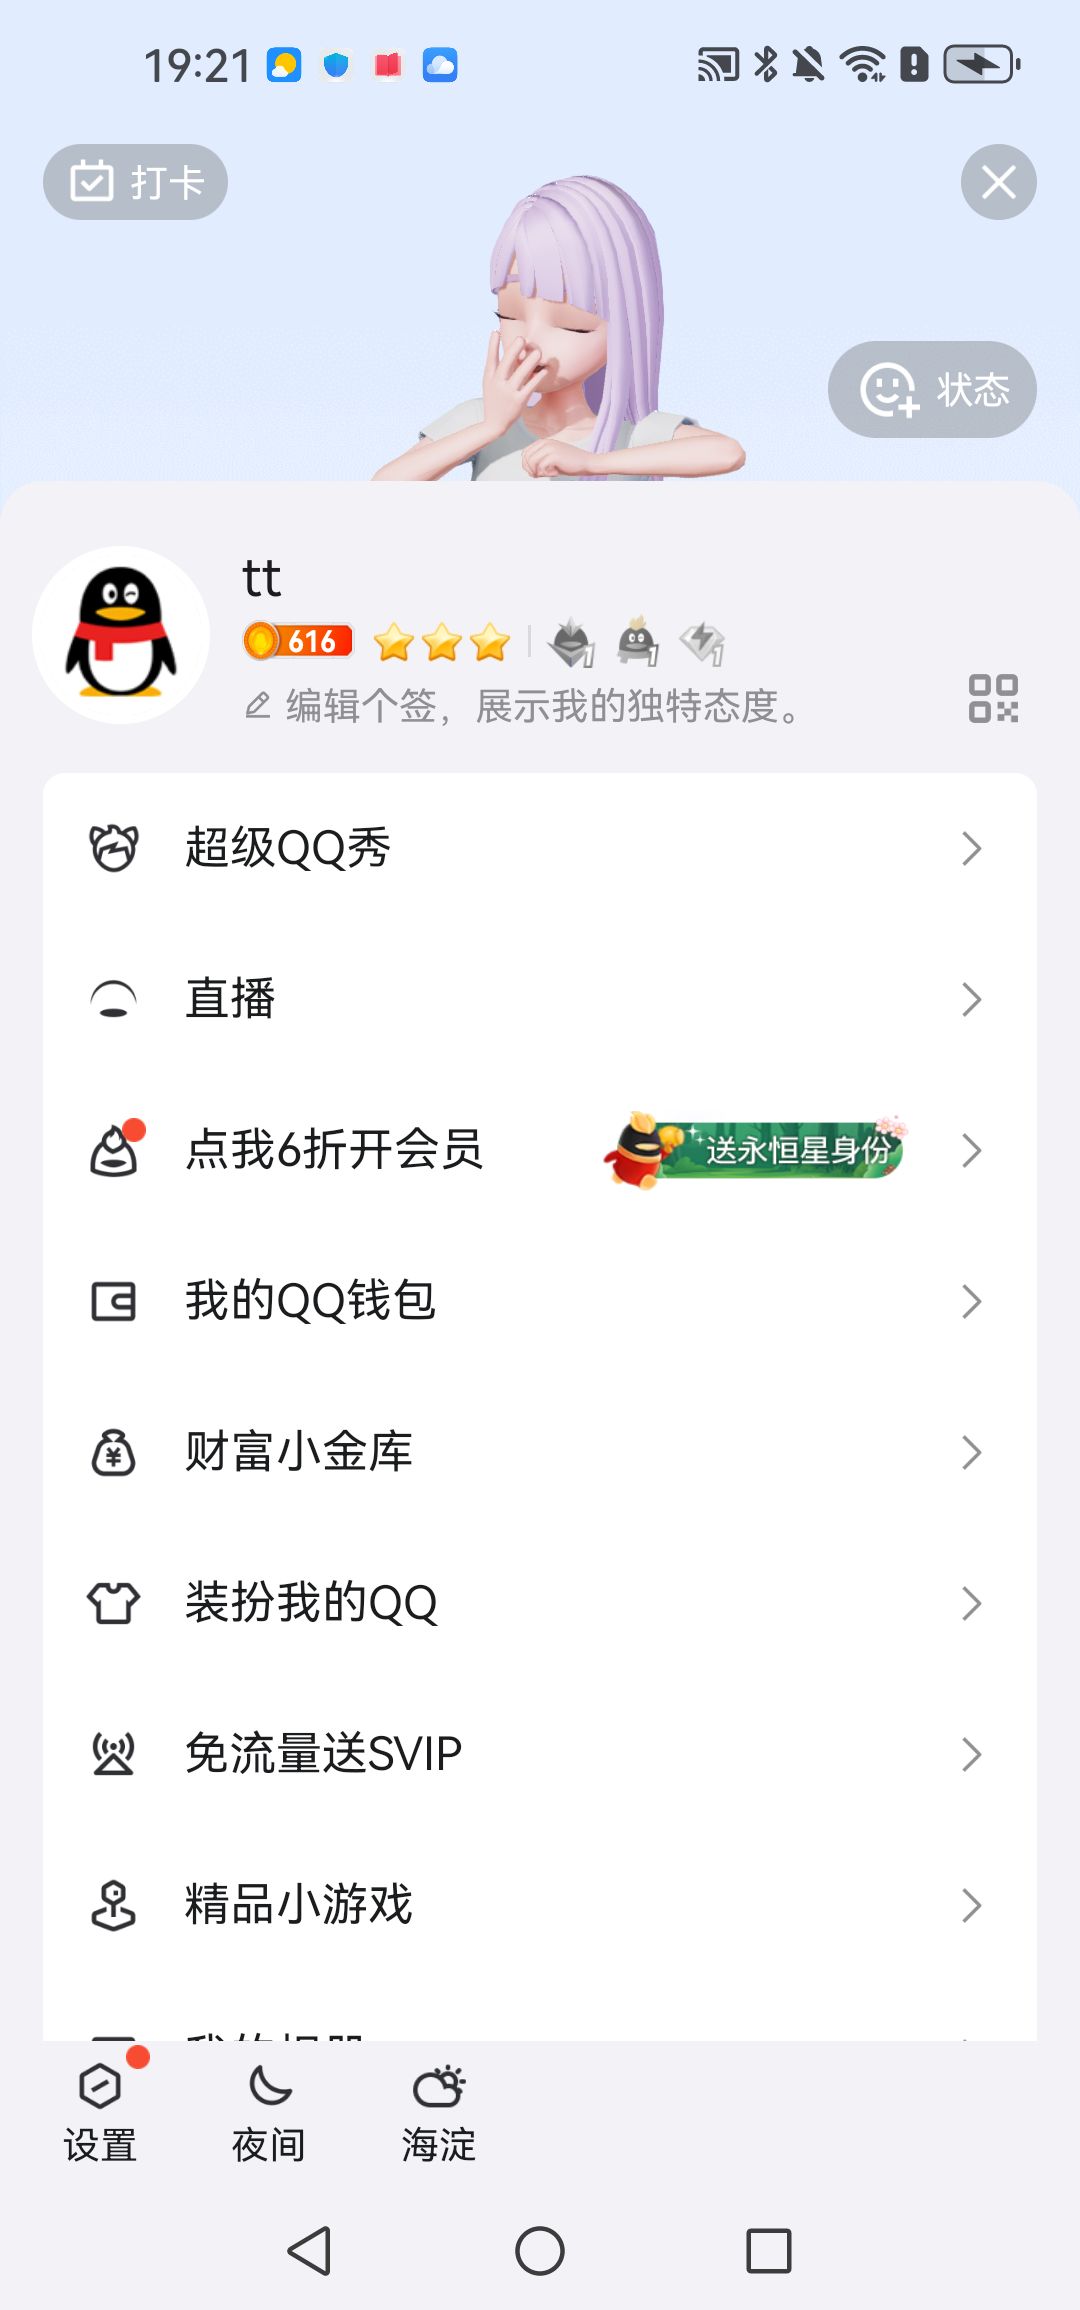 19:21
打卡
状态
tt
616
编辑个签，展示我的独特态度。
超级QQ秀
直播
点我6折开会员
送永恒星身份
我的QQ钱包
财富小金库
装扮我的QQ
免流量送SVIP
精品小游戏
设置
夜间
海淀